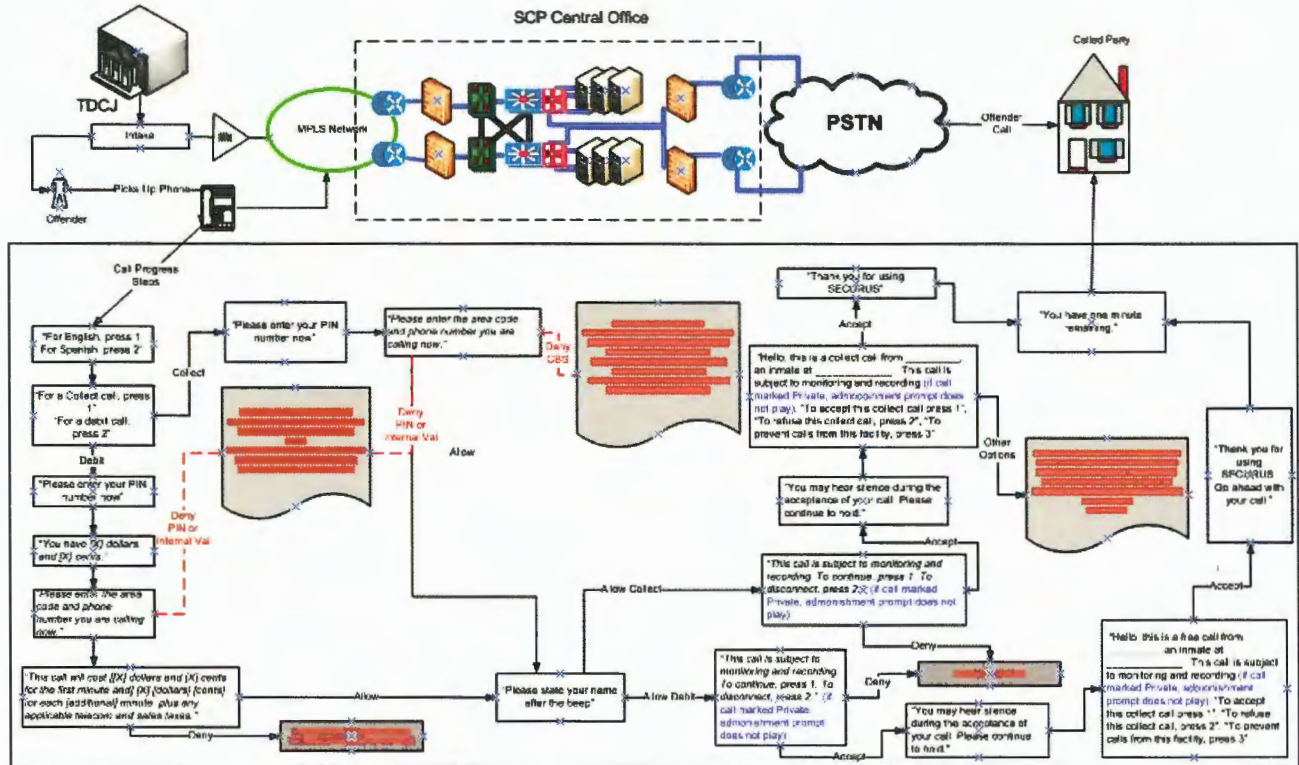 SCP Central Office
Called Party
TDCJ
Intake
MPLS Network
PSTN
Offender
Call
Picks Up Phone
Offender
Call Progress
Steps
"For English, press 1
For Spanish, press 2"
"For a Collect call, press
1"
"For a debit call,
press 2"
Collect
"Please enter your PIN
number now"
"Please enter the area code
and phone number you are
calling now."
Deny
CBS
Deny
PIN or
Internal Val
Allow
Debit
"Please enter your PIN
number now"
Deny
PIN or
Internal Val
"You have [X] dollars
and [X] cents."
"Please enter the area
code and phone
number you are calling
now."
"This call will cost [[X] dollars and [X] cents
for the first minute and] [X] [dollars] [cents]
for each [additional] minute, plus any
applicable telecom and sales taxes."
Allow
Deny
"Please state your name
after the beep"
Allow Collect
Allow Debit
"This call is subject to monitoring and
recording. To continue, press 1. To
disconnect, press 2." (if call marked
Private, admonishment prompt does not
play)
Deny
Accept
"You may hear silence during the
acceptance of your call. Please
continue to hold."
"Hello, this is a collect call from ________
an inmate at ____________. This call is
subject to monitoring and recording (if call
marked Private, admonishment prompt does
not play). "To accept this collect call press 1",
"To refuse this collect call, press 2", "To
prevent calls from this facility, press 3"
Accept
Other
Options
"Thank you for using
SECURUS"
"You have one minute
remaining."
"This call is subject to
monitoring and recording.
To continue, press 1. To
disconnect, press 2." (if
call marked Private,
admonishment prompt
does not play)
Deny
Accept
"You may hear silence
during the acceptance of
your call. Please continue
to hold."
"Hello, this is a free call from
________ an inmate at
____________. This call is subject
to monitoring and recording (if call
marked Private, admonishment
prompt does not play). "To accept
this collect call press 1", "To refuse
this collect call, press 2". "To prevent
calls from this facility, press 3"
Accept
"Thank you for
using
SECURUS
Go ahead with
your call."